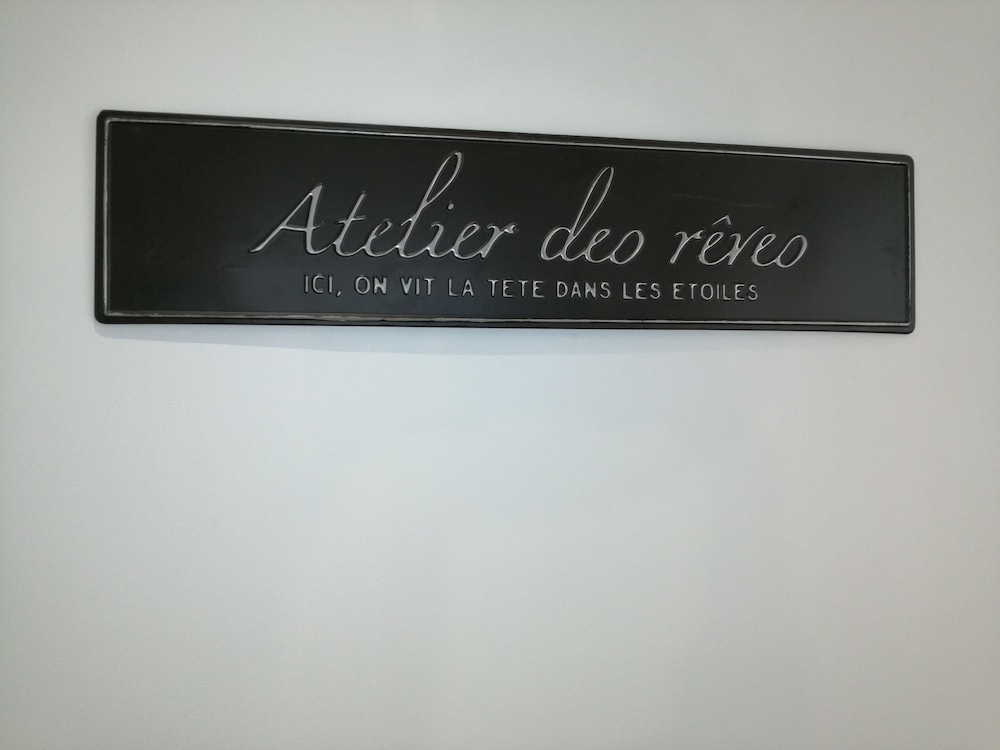 Atelier des rêves
ICI, ON VIT LA TETE DANS LES ETOILES